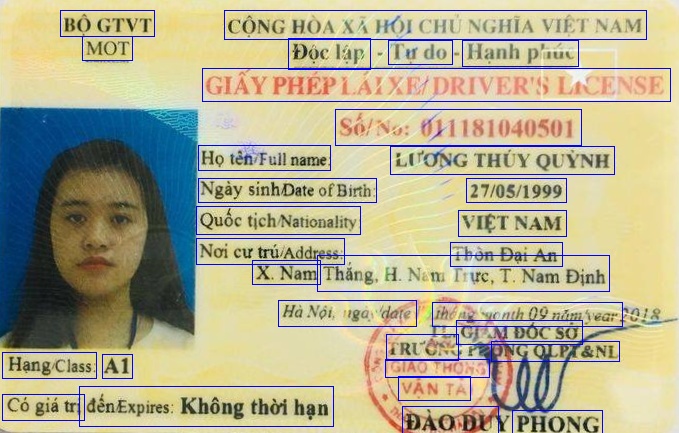 BỘ GTVT
MOT
CỘNG HÒA XÃ HỘI CHỦ NGHĨA VIỆT NAM
Độc lập - Tự do - Hạnh phúc
GIẤY PHÉP LÁI XE/ DRIVER'S LICENSE
Số/No: 011181040501
Họ tên/Full name: LƯƠNG THÚY QUỲNH
Ngày sinh/Date of Birth: 27/05/1999
Quốc tịch/Nationality: VIỆT NAM
Nơi cư trú/Address: Thôn Đại An
X. Nam Thắng, H. Nam Trực, T. Nam Định
Hà Nội, ngày/date tháng/month 09 năm/year 2018
TL. GIÁM ĐỐC SỞ
TRƯỞNG PHÒNG QLPT&NL
GIAO THÔNG
VẬN TẢI
Hạng/Class: A1
Có giá trị đến/Expires: Không thời hạn
ĐÀO DUY PHONG